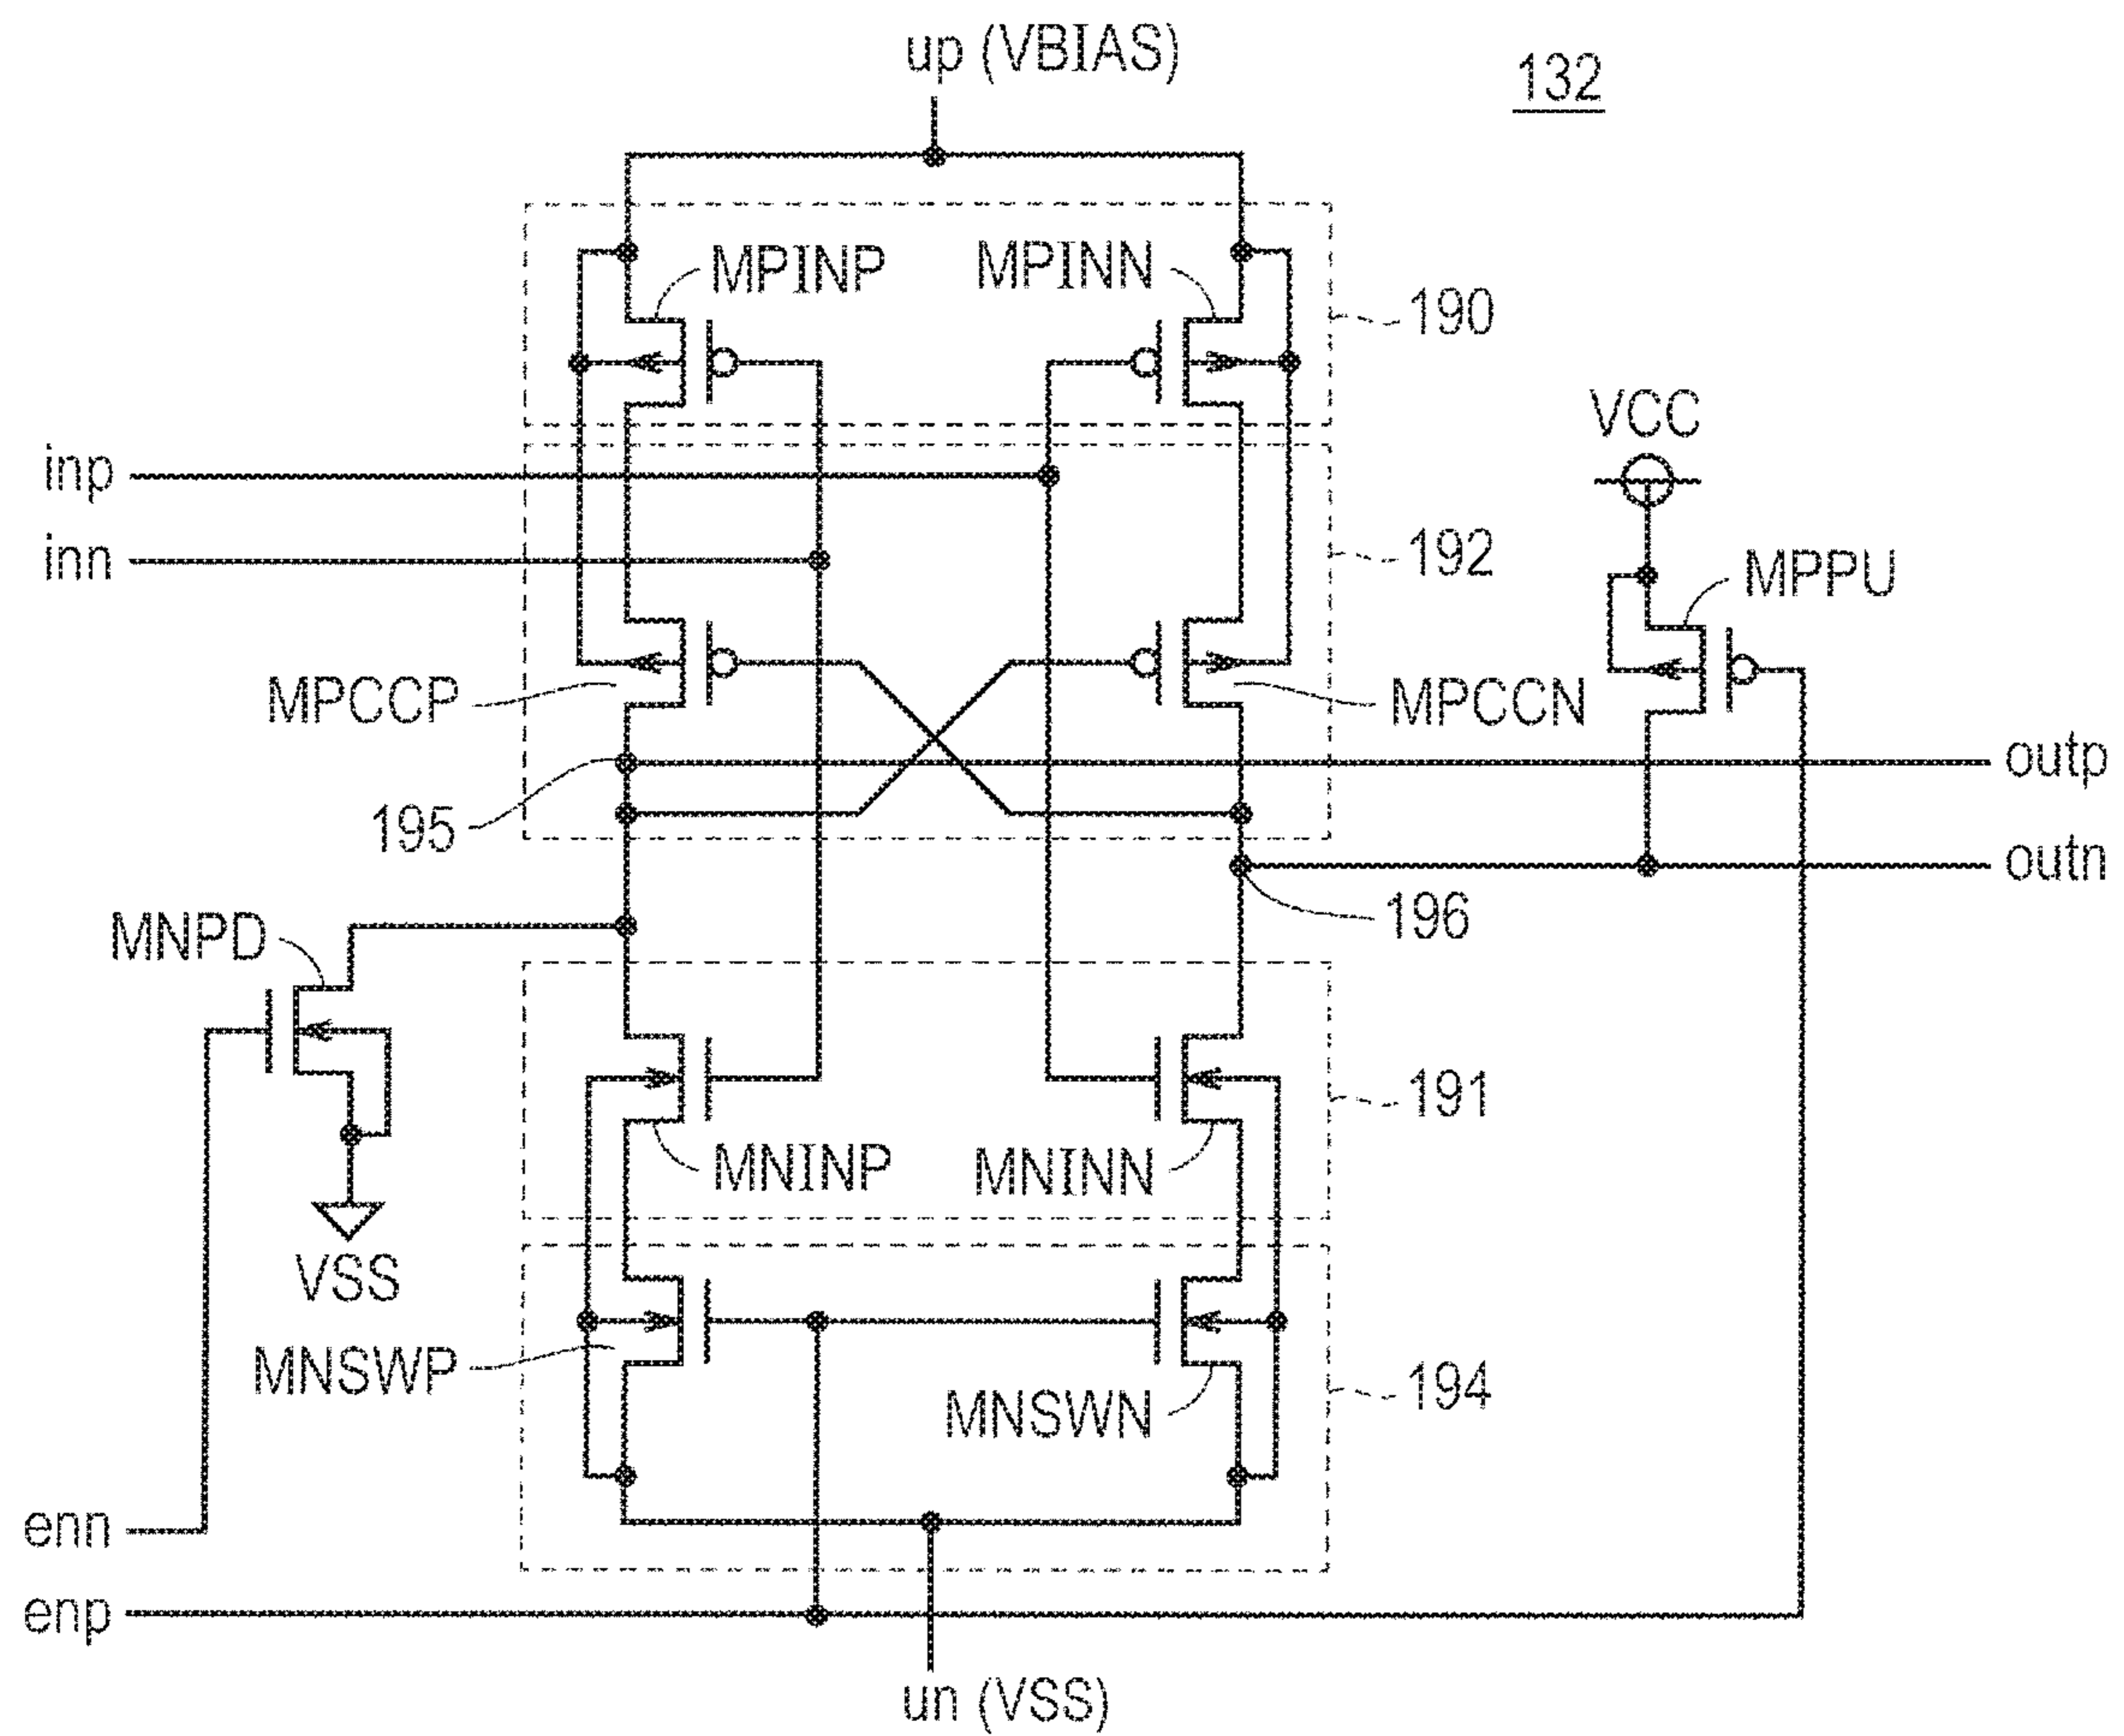 up (VBIAS)
132
MPINP
MPINN
190
VCC
inp
inn
192
MPPU
MPCCP
MPCCN
outp
195
outn
196
MNPD
191
MNINP
MNINN
VSS
MNSWP
MNSWN
194
enn
enp
un (VSS)